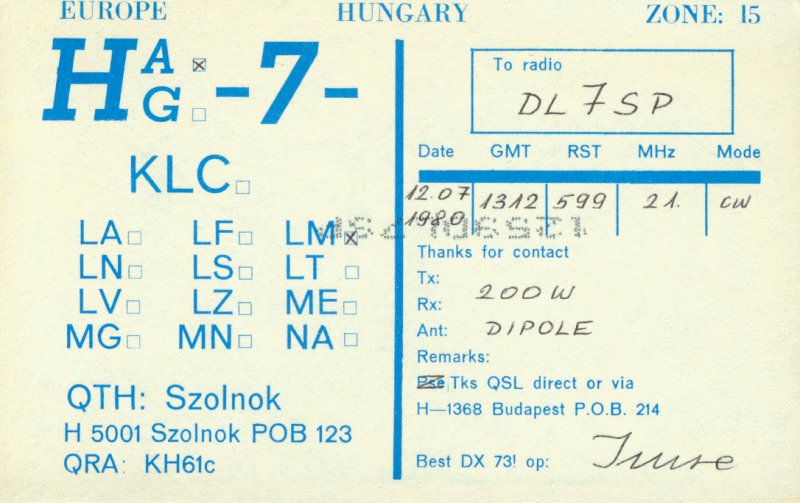 EUROPE HUNGARY ZONE: 15
HA ☒ -7-
G ☐
KLC ☐
LA ☐ LF ☐ LM ☒
LN ☐ LS ☐ LT ☐
LV ☐ LZ ☐ ME ☐
MG ☐ MN ☐ NA ☐
QTH: Szolnok
H 5001 Szolnok POB 123
QRA: KH61c
To radio
DL7SP
Date GMT RST MHz Mode
12.07 1980 1312 599 21. CW
Thanks for contact
Tx:
Rx: 200W
Ant: DIPOLE
Remarks:
Pse Tks QSL direct or via
H—1368 Budapest P.O.B. 214
Best DX 73! op: Imre